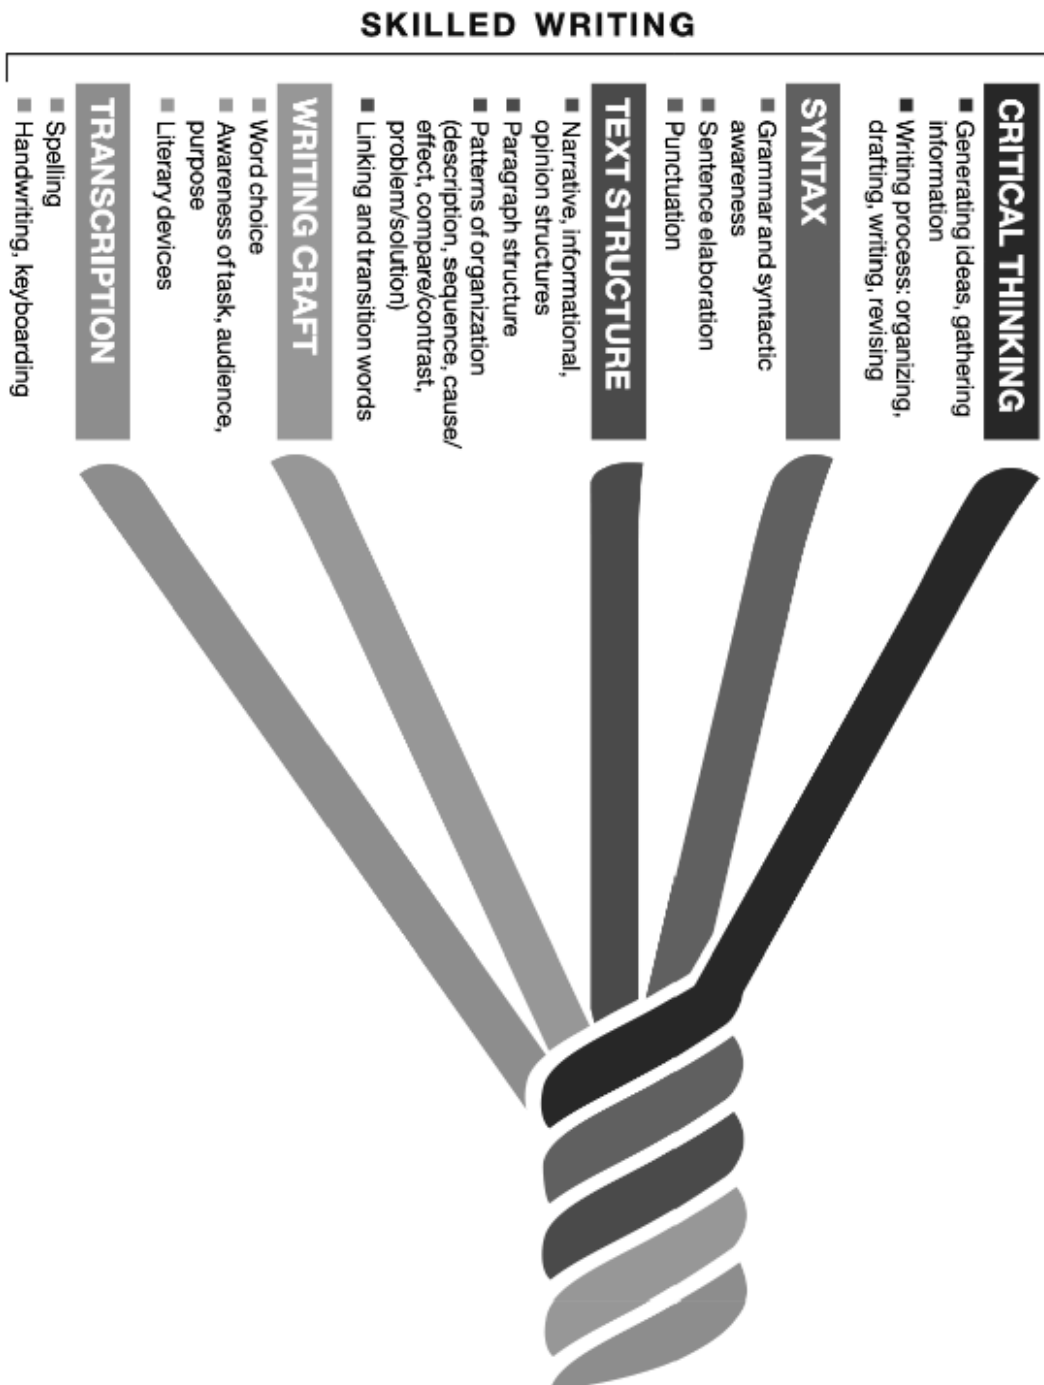 SKILLED WRITING
CRITICAL THINKING
■ Generating ideas, gathering
information
■ Writing process: organizing,
drafting, writing, revising
SYNTAX
■ Grammar and syntactic
awareness
■ Sentence elaboration
■ Punctuation
TEXT STRUCTURE
■ Narrative, informational,
opinion structures
■ Paragraph structure
■ Patterns of organization
(description, sequence, cause/
effect, compare/contrast,
problem/solution)
■ Linking and transition words
WRITING CRAFT
■ Word choice
■ Awareness of task, audience,
purpose
■ Literary devices
TRANSCRIPTION
■ Spelling
■ Handwriting, keyboarding